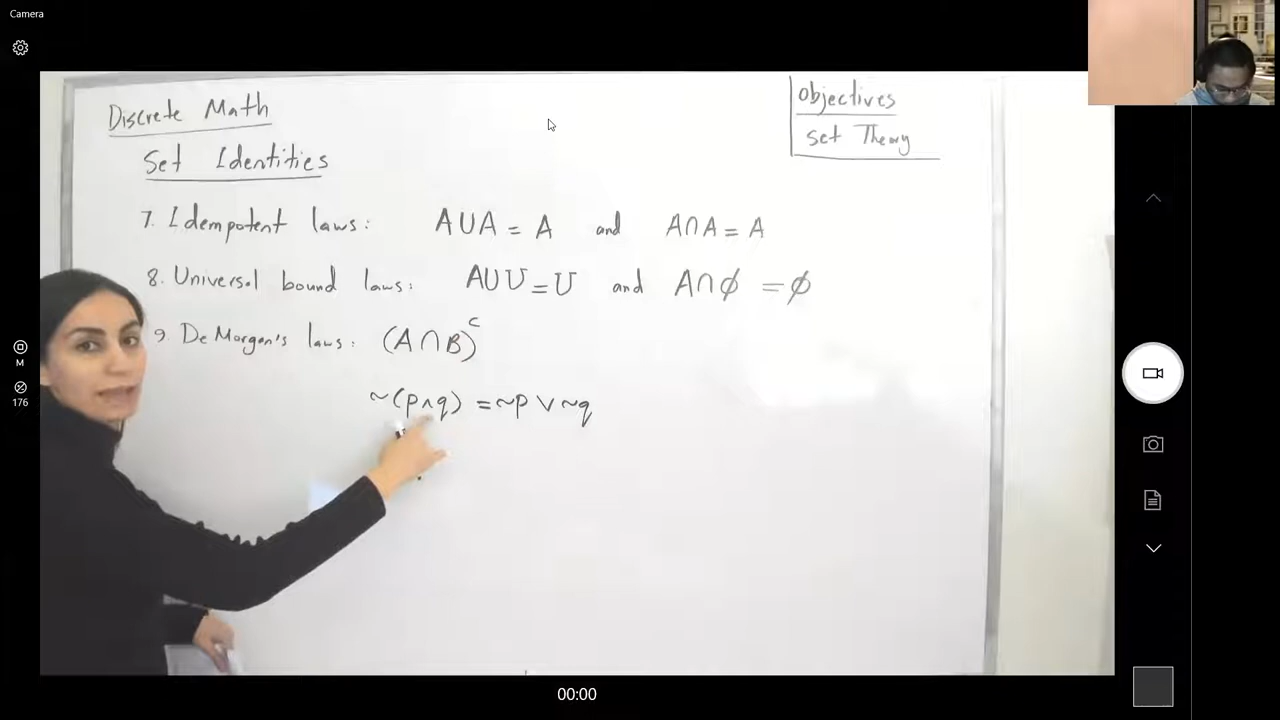 Camera
Discrete Math
Objectives
Set Theory
Set Identities
7. Idempotent laws: A∪A = A and A∩A = A
8. Universal bound laws: A∪U = U and A∩ϕ = ϕ
9. De Morgan's laws: (A∩B)ᶜ
~(p∧q) = ~p ∨ ~q
M
176
00:00